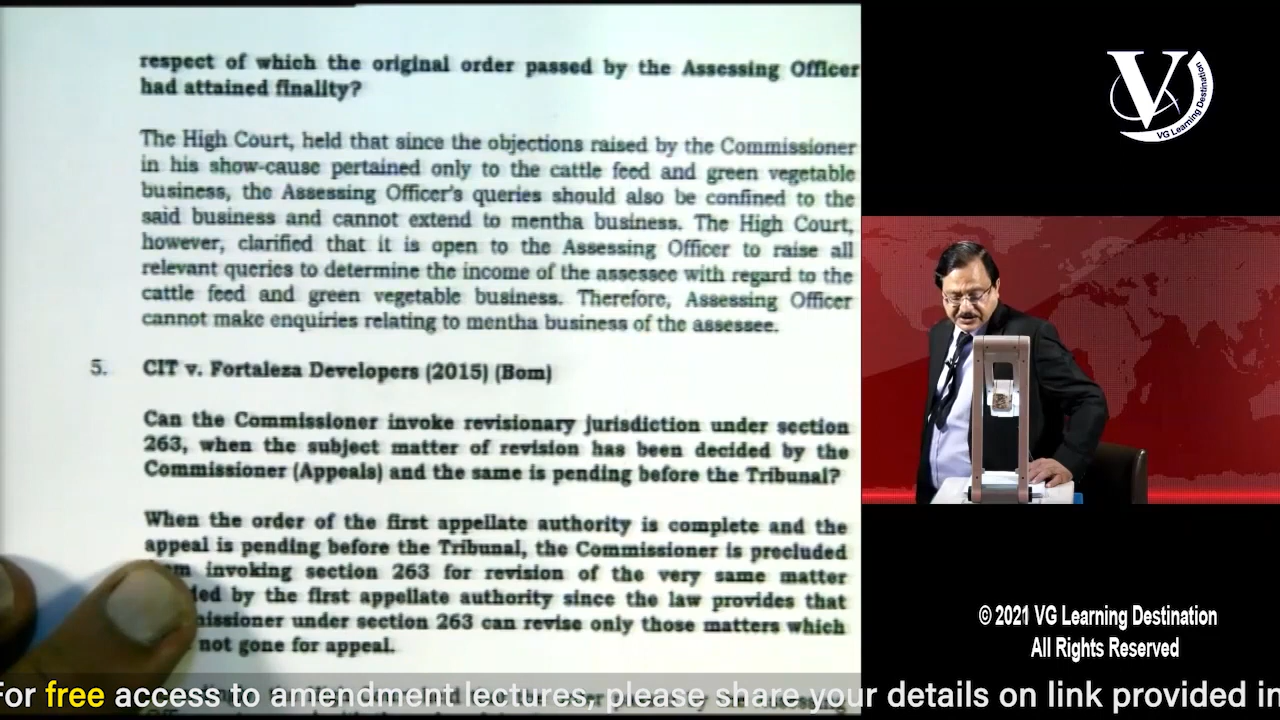 respect of which the original order passed by the Assessing Officer
had attained finality?
The High Court, held that since the objections raised by the Commissioner
in his show-cause pertained only to the cattle feed and green vegetable
business, the Assessing Officer's queries should also be confined to the
said business and cannot extend to mentha business. The High Court,
however, clarified that it is open to the Assessing Officer to raise all
relevant queries to determine the income of the assessee with regard to the
cattle feed and green vegetable business. Therefore, Assessing Officer
cannot make enquiries relating to mentha business of the assessee.
5. CIT v. Fortaleza Developers (2015) (Bom)
Can the Commissioner invoke revisionary jurisdiction under section
263, when the subject matter of revision has been decided by the
Commissioner (Appeals) and the same is pending before the Tribunal?
When the order of the first appellate authority is complete and the
appeal is pending before the Tribunal, the Commissioner is precluded
invoking section 263 for revision of the very same matter
by the first appellate authority since the law provides that
under section 263 can revise only those matters which
not gone for appeal.
V
VG Learning Destination
© 2021 VG Learning Destination
All Rights Reserved
For free access to amendment lectures, please share your details on link provided in